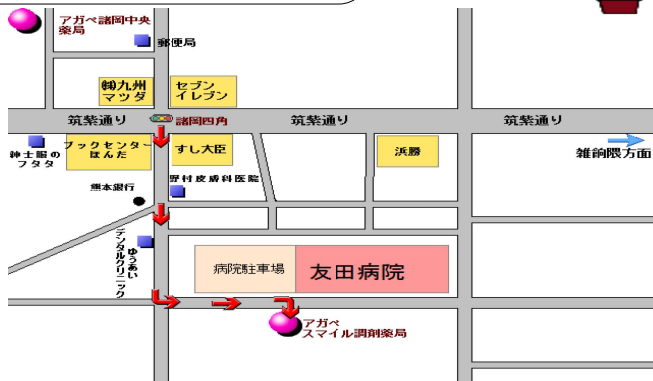 アガペ諸岡中央
薬局
郵便局
㈱九州
マツダ
セブン
イレブン
筑紫通り
諸岡四角
筑紫通り
筑紫通り
紳士服の
フタタ
ブックセンター
ほんだ
すし大臣
浜勝
雑餉隈方面
野村皮膚科医院
熊本銀行
ゆうあい
デンタルクリニック
病院駐車場
友田病院
アガペ
スマイル調剤薬局